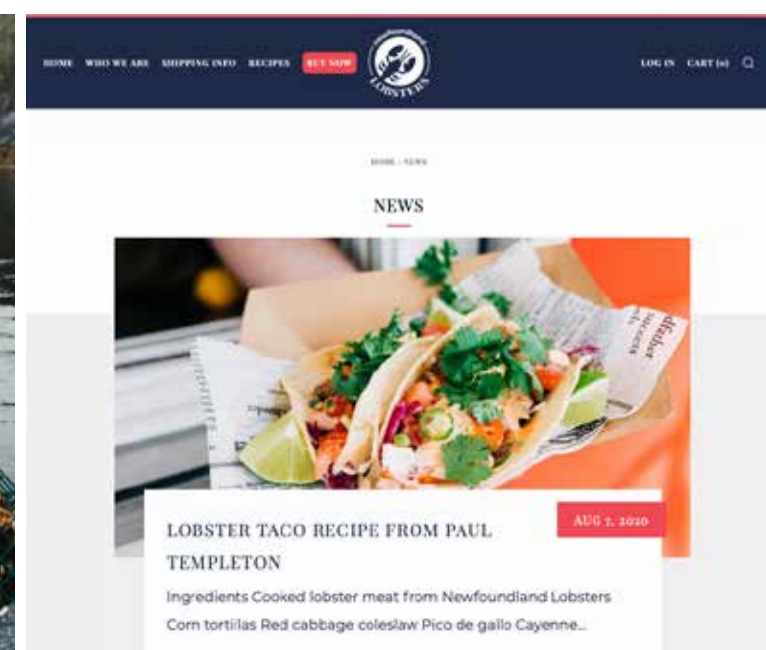 HOME WHO WE ARE SHIPPING INFO RECIPES BUY NOW
LOBSTERS
LOG IN CART (0)
HOME - NEWS
NEWS
success
LOBSTER TACO RECIPE FROM PAUL
TEMPLETON
AUG 7, 2020
Ingredients Cooked lobster meat from Newfoundland Lobsters
Corn tortillas Red cabbage coleslaw Pico de gallo Cayenne...